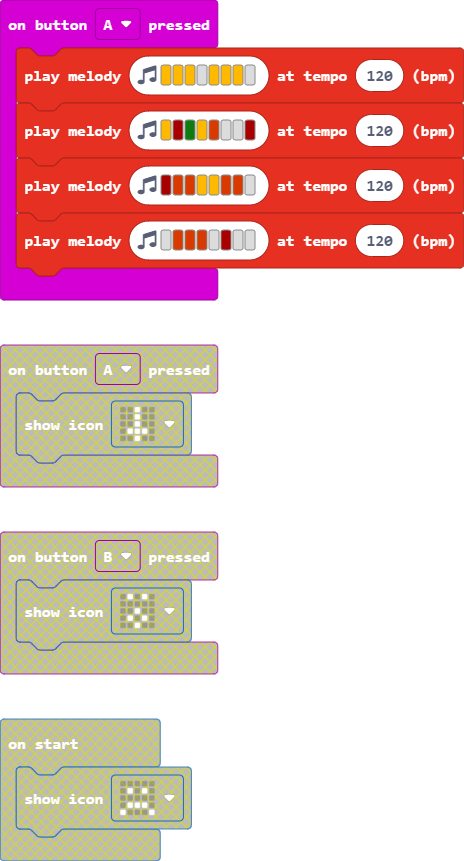 on button A pressed
play melody at tempo 120 (bpm)
play melody at tempo 120 (bpm)
play melody at tempo 120 (bpm)
play melody at tempo 120 (bpm)
on button A pressed
show icon
on button B pressed
show icon
on start
show icon